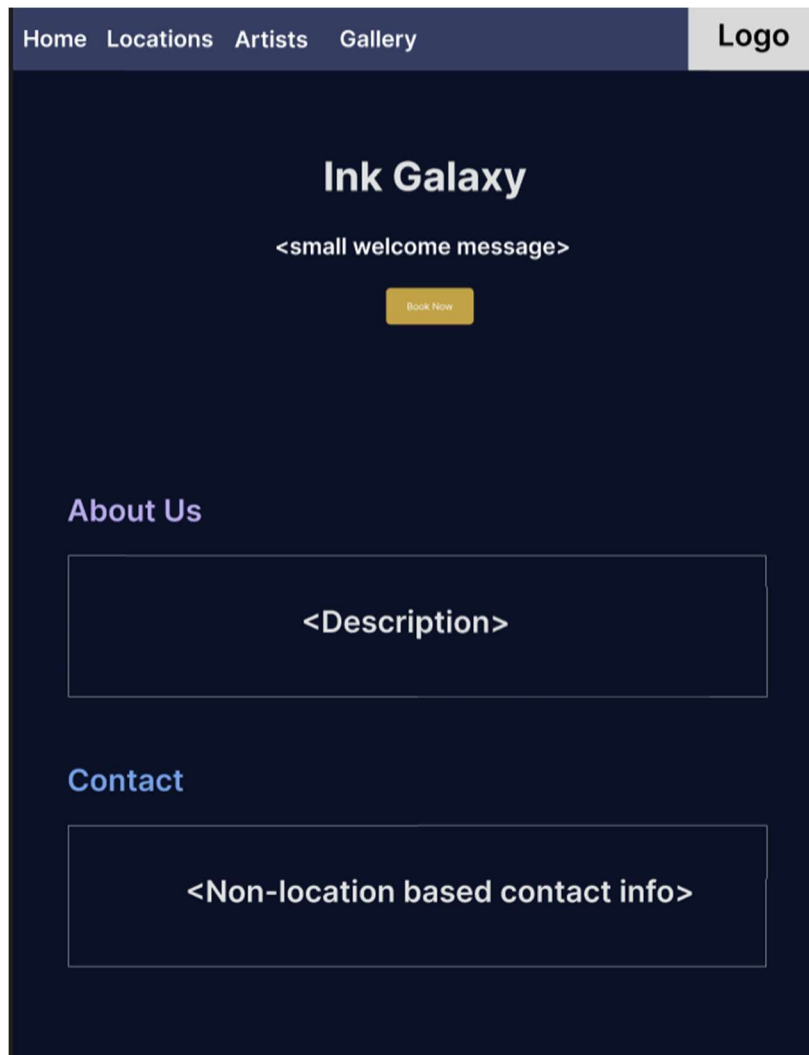 Home Locations Artists Gallery Logo
Ink Galaxy
<small welcome message>
Book Now
About Us
<Description>
Contact
<Non-location based contact info>